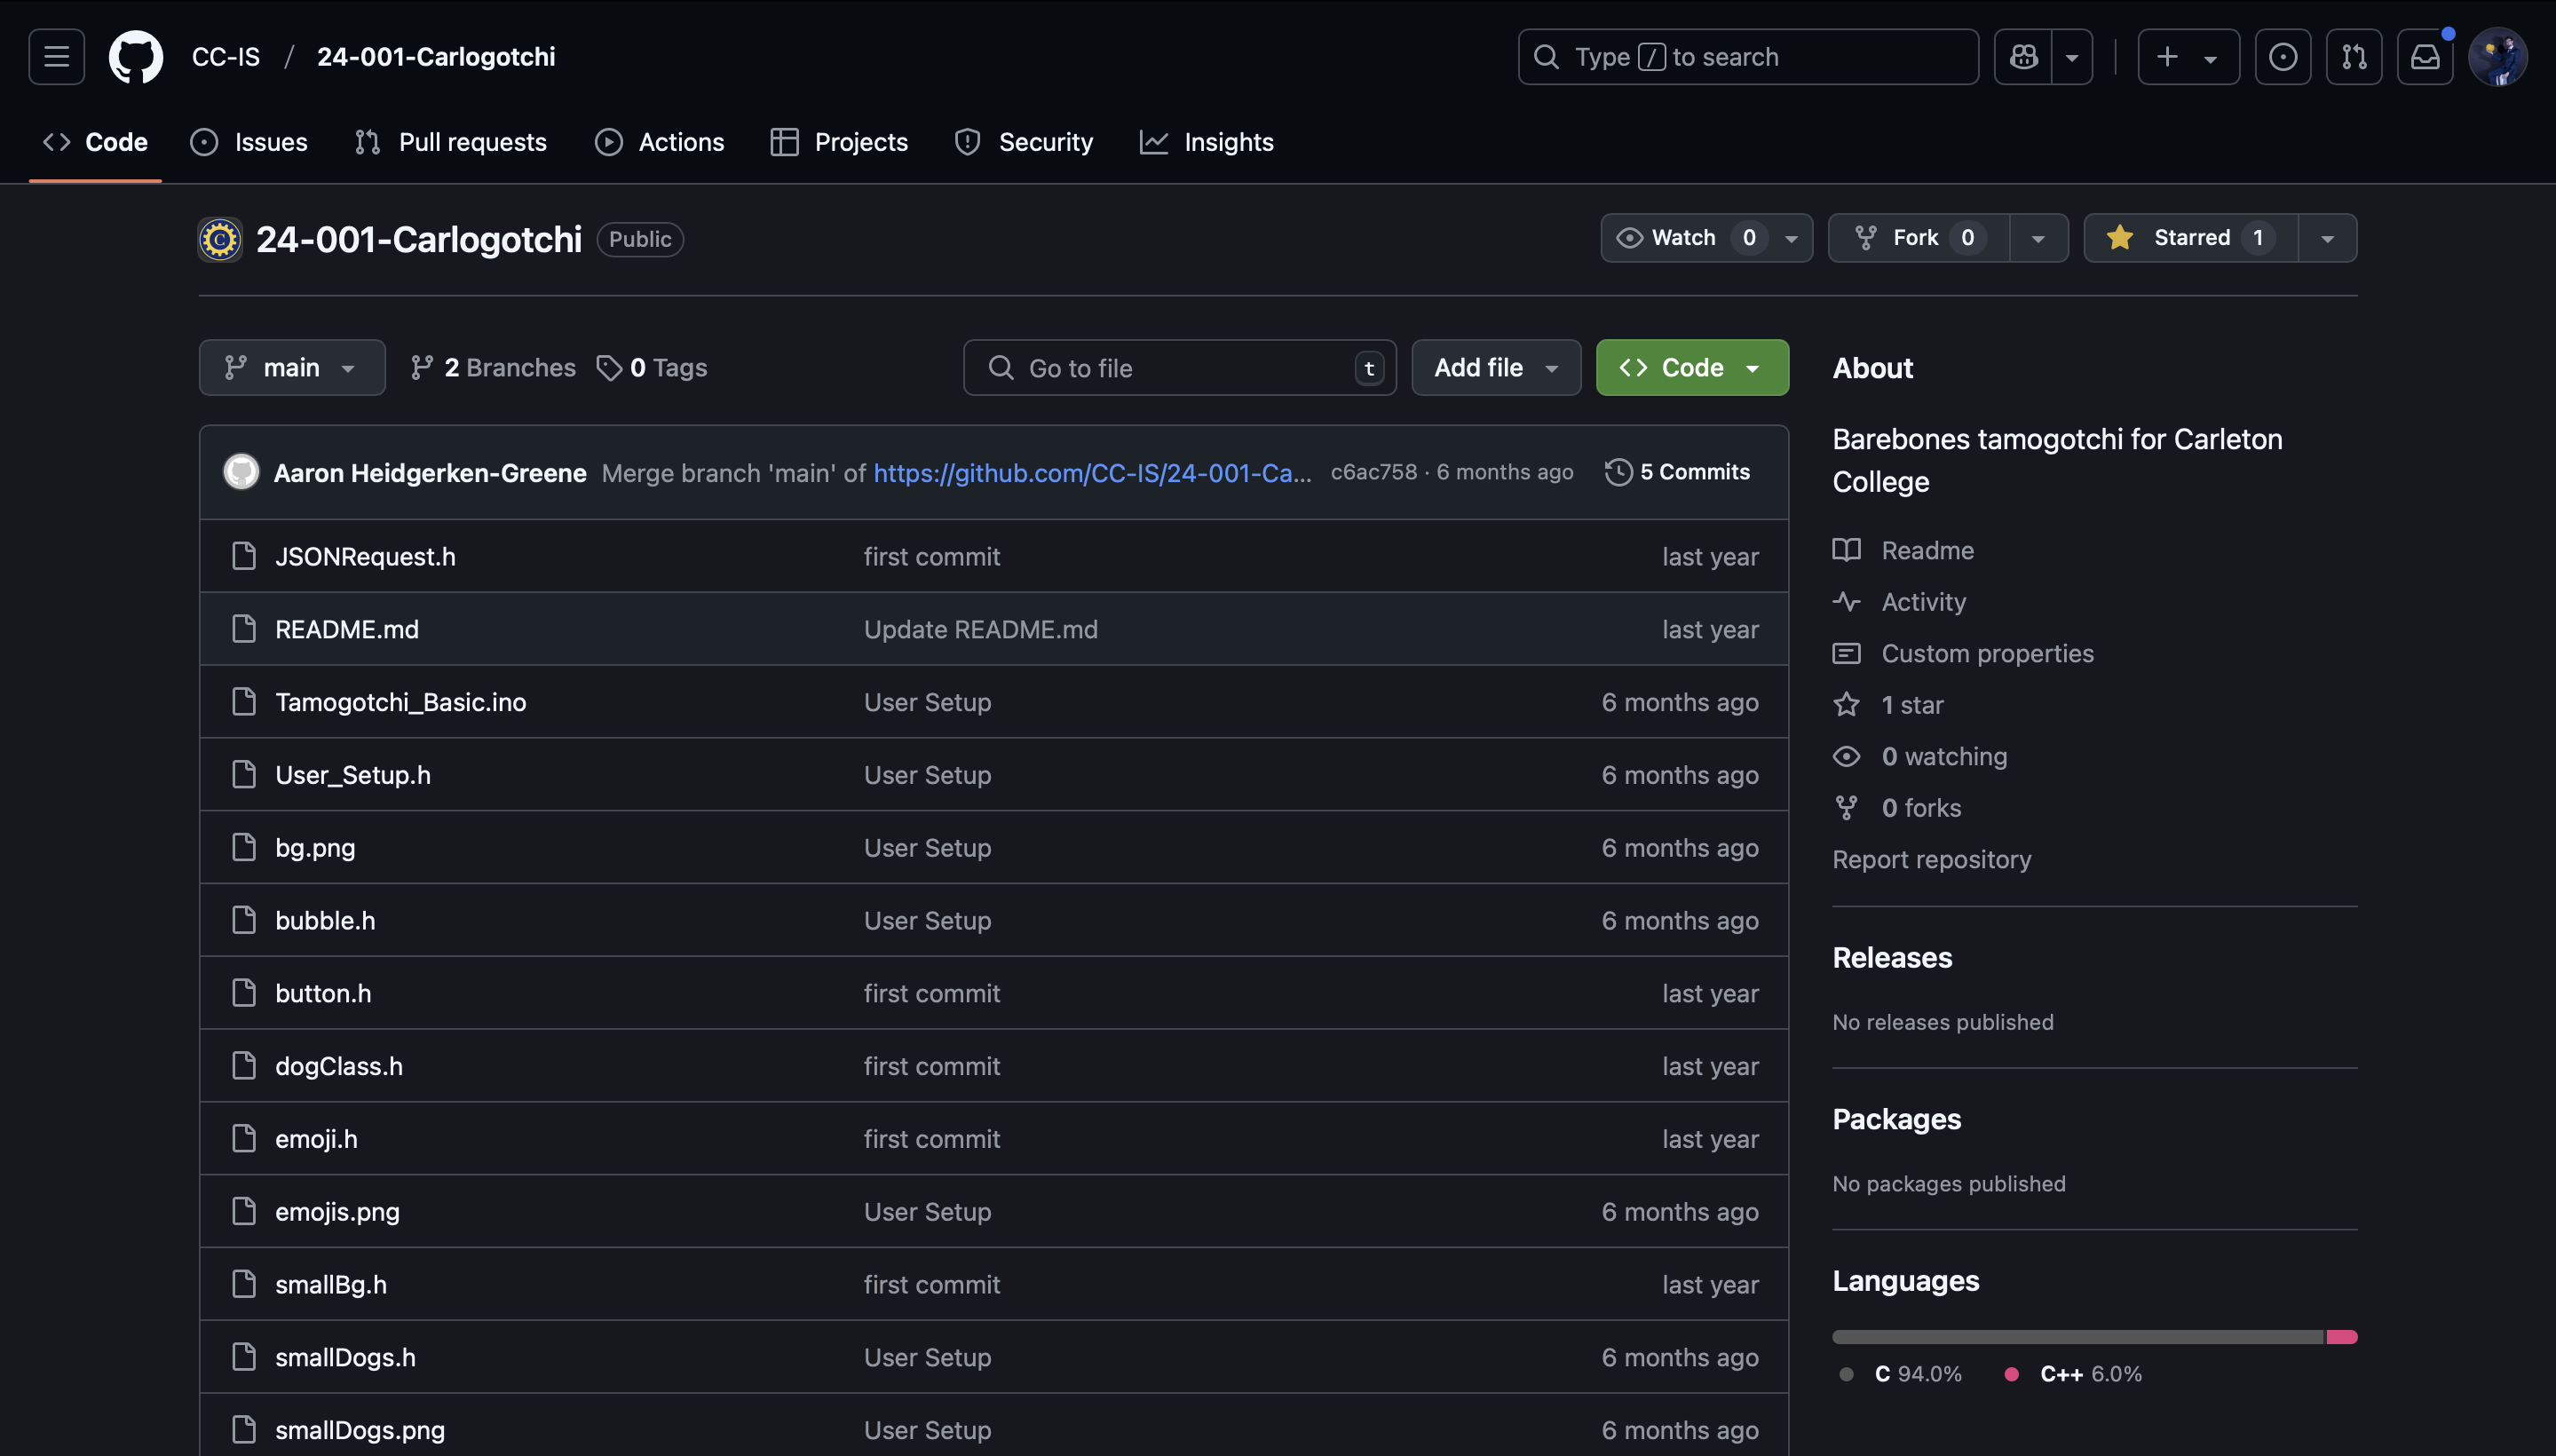 CC-IS / 24-001-Carlogotchi
Type / to search
Code Issues Pull requests Actions Projects Security Insights
24-001-Carlogotchi Public
Watch 0 Fork 0 Starred 1
main 2 Branches 0 Tags
Go to file t
Add file
Code
Aaron Heidgerken-Greene Merge branch 'main' of https://github.com/CC-IS/24-001-Ca... c6ac758 · 6 months ago 5 Commits
JSONRequest.h first commit last year
README.md Update README.md last year
Tamogotchi_Basic.ino User Setup 6 months ago
User_Setup.h User Setup 6 months ago
bg.png User Setup 6 months ago
bubble.h User Setup 6 months ago
button.h first commit last year
dogClass.h first commit last year
emoji.h first commit last year
emojis.png User Setup 6 months ago
smallBg.h first commit last year
smallDogs.h User Setup 6 months ago
smallDogs.png User Setup 6 months ago
About
Barebones tamogotchi for Carleton
College
Readme
Activity
Custom properties
1 star
0 watching
0 forks
Report repository
Releases
No releases published
Packages
No packages published
Languages
C 94.0% C++ 6.0%